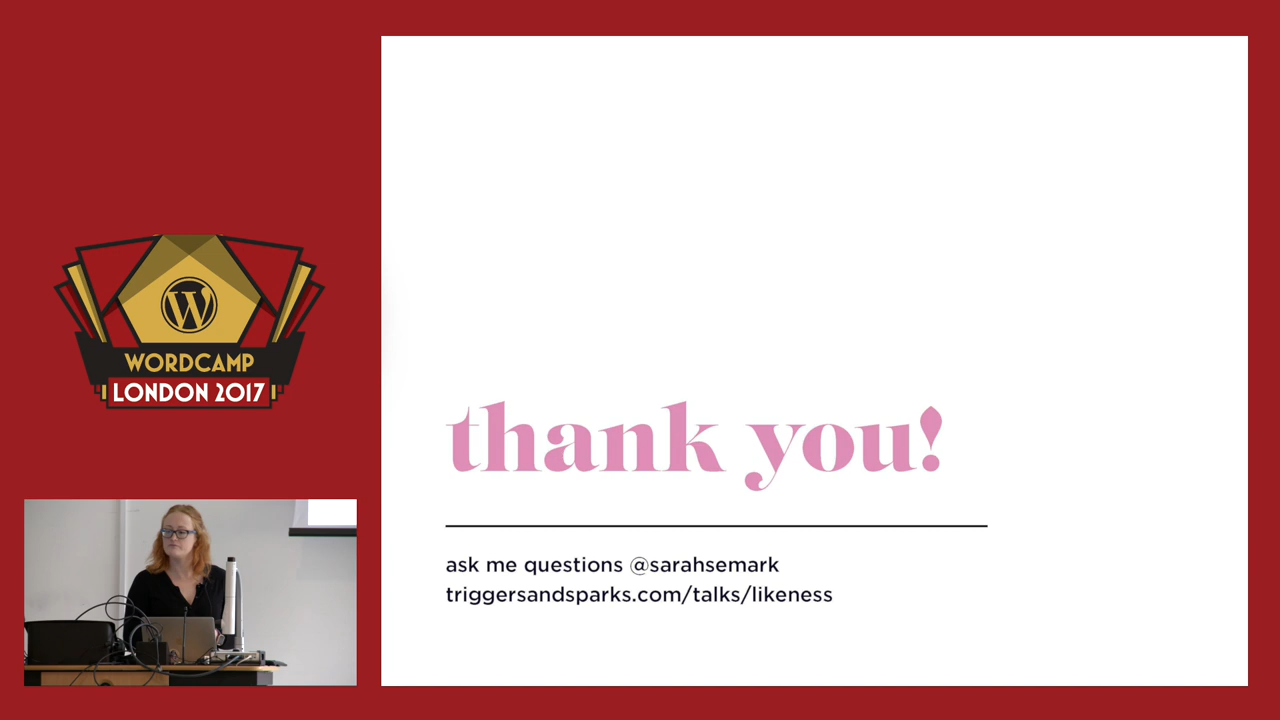 WORDCAMP
LONDON 2017
thank you!
ask me questions @sarahsemark
triggersandsparks.com/talks/likeness